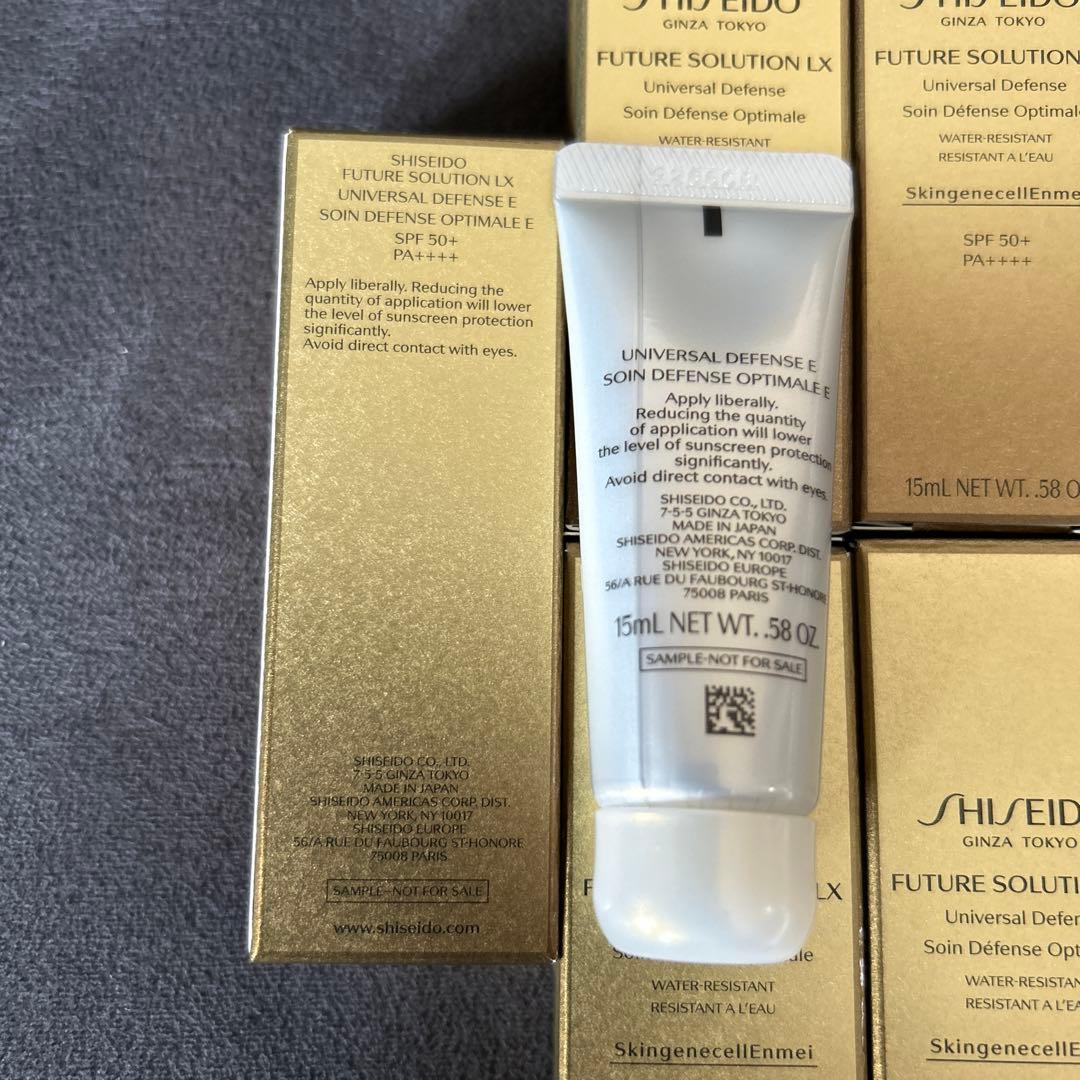 SHISEIDO
FUTURE SOLUTION LX
UNIVERSAL DEFENSE E
SOIN DEFENSE OPTIMALE E
SPF 50+
PA++++
Apply liberally. Reducing the
quantity of application will lower
the level of sunscreen protection
significantly.
Avoid direct contact with eyes.
SHISEIDO CO., LTD.
7-5-5 GINZA TOKYO
MADE IN JAPAN
SHISEIDO AMERICAS CORP. DIST.
NEW YORK, NY 10017
SHISEIDO EUROPE
56/A RUE DU FAUBOURG ST-HONORE
75008 PARIS
SAMPLE-NOT FOR SALE
www.shiseido.com
SHISEIDO
GINZA TOKYO
FUTURE SOLUTION LX
Universal Defense
Soin Défense Optimale
WATER-RESISTANT
UNIVERSAL DEFENSE E
SOIN DEFENSE OPTIMALE E
Apply liberally.
Reducing the quantity
of application will lower
the level of sunscreen protection
significantly.
Avoid direct contact with eyes.
SHISEIDO CO., LTD.
7-5-5 GINZA TOKYO
MADE IN JAPAN
SHISEIDO AMERICAS CORP. DIST.
NEW YORK, NY 10017
SHISEIDO EUROPE
56/A RUE DU FAUBOURG ST-HONORE
75008 PARIS
15mL NET WT. .58 OZ.
SAMPLE-NOT FOR SALE
SHISEIDO
GINZA TOKYO
FUTURE SOLUTION
Universal Defense
Soin Défense Optimale
WATER-RESISTANT
RESISTANT A L'EAU
SkingenecellEnmei
SPF 50+
PA++++
15mL NET WT. .58 O
F LX
So ale
WATER-RESISTANT
RESISTANT A L'EAU
SkingenecellEnmei
SHISEID
GINZA TOKYO
FUTURE SOLUTI
Universal Defen
Soin Défense Opt
WATER-RESISTAN
RESISTANT A L'EA
SkingenecellE